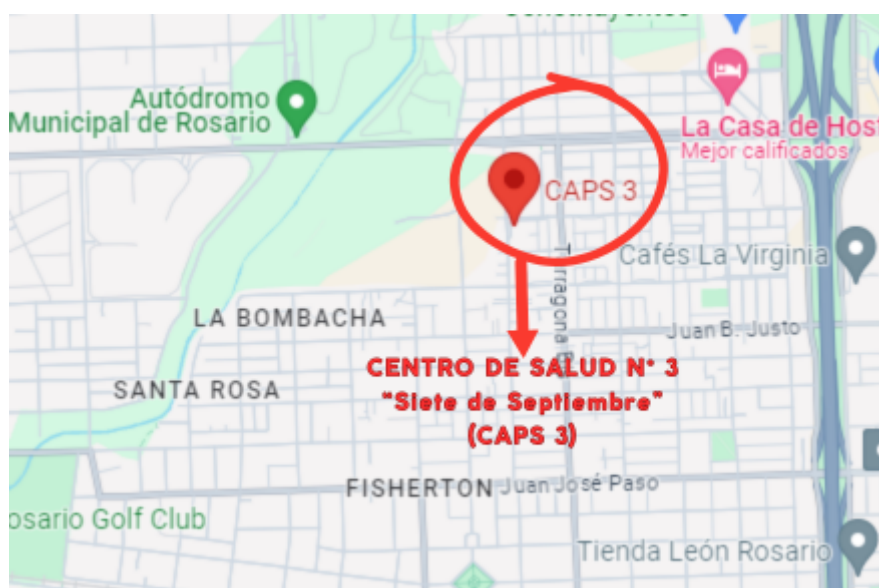 Autódromo
Municipal de Rosario
La Casa de Host
Mejor calificados
CAPS 3
Cafés La Virginia
Tarragona
LA BOMBACHA
Juan B. Justo
CENTRO DE SALUD N° 3
“Siete de Septiembre”
(CAPS 3)
SANTA ROSA
FISHERTON
Juan José Paso
osario Golf Club
Tienda León Rosario